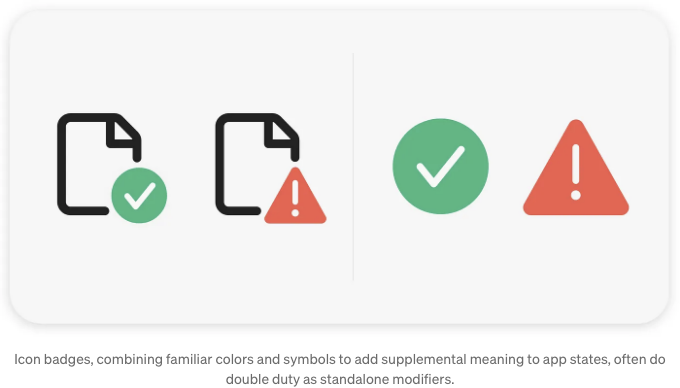 Icon badges, combining familiar colors and symbols to add supplemental meaning to app states, often do
double duty as standalone modifiers.